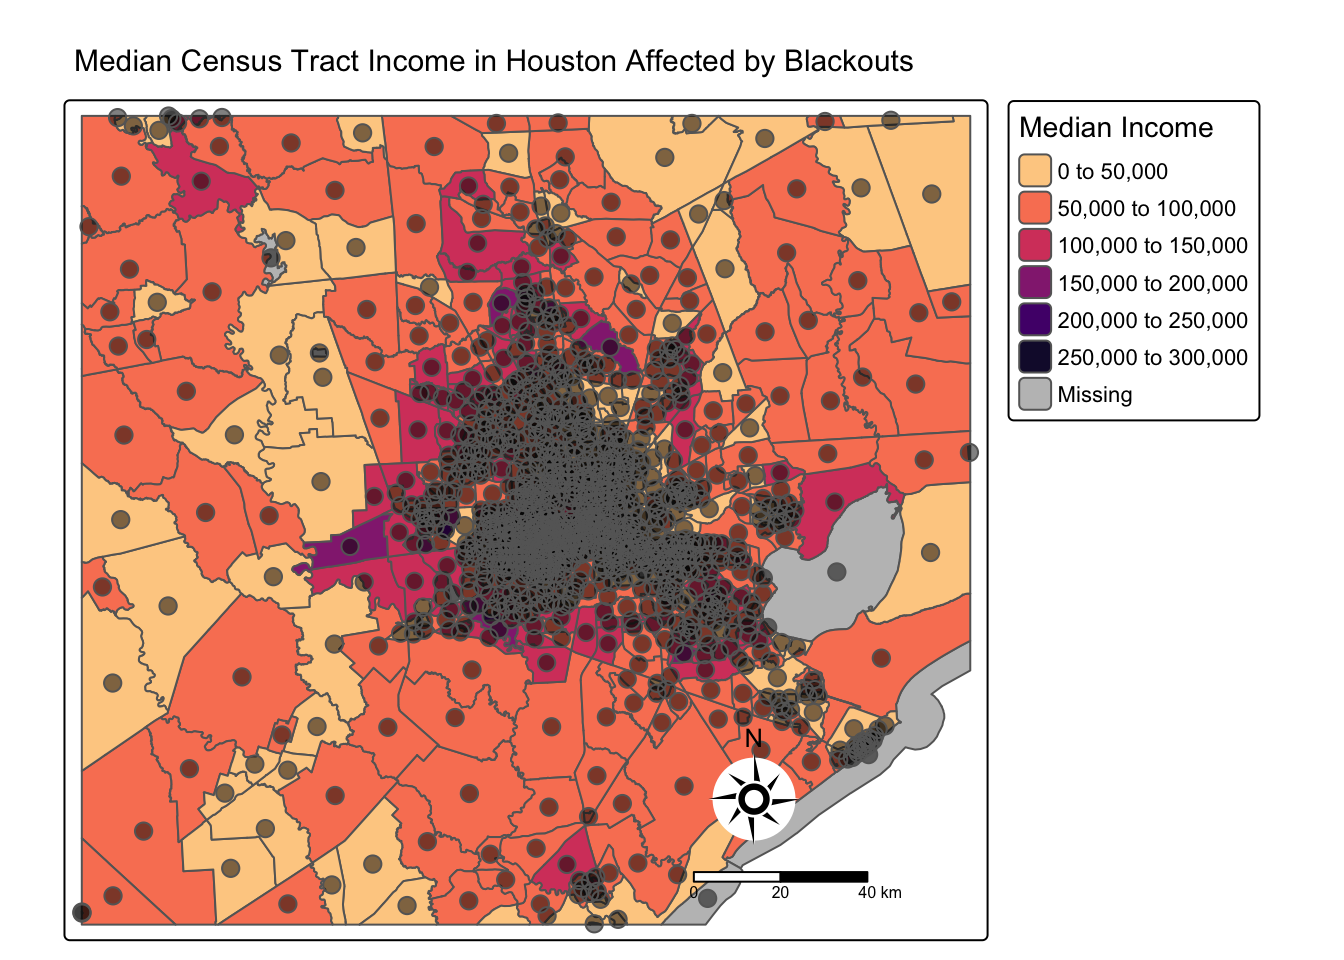 Median Census Tract Income in Houston Affected by Blackouts
Median Income
0 to 50,000
50,000 to 100,000
100,000 to 150,000
150,000 to 200,000
200,000 to 250,000
250,000 to 300,000
Missing
N
0 20 40 km